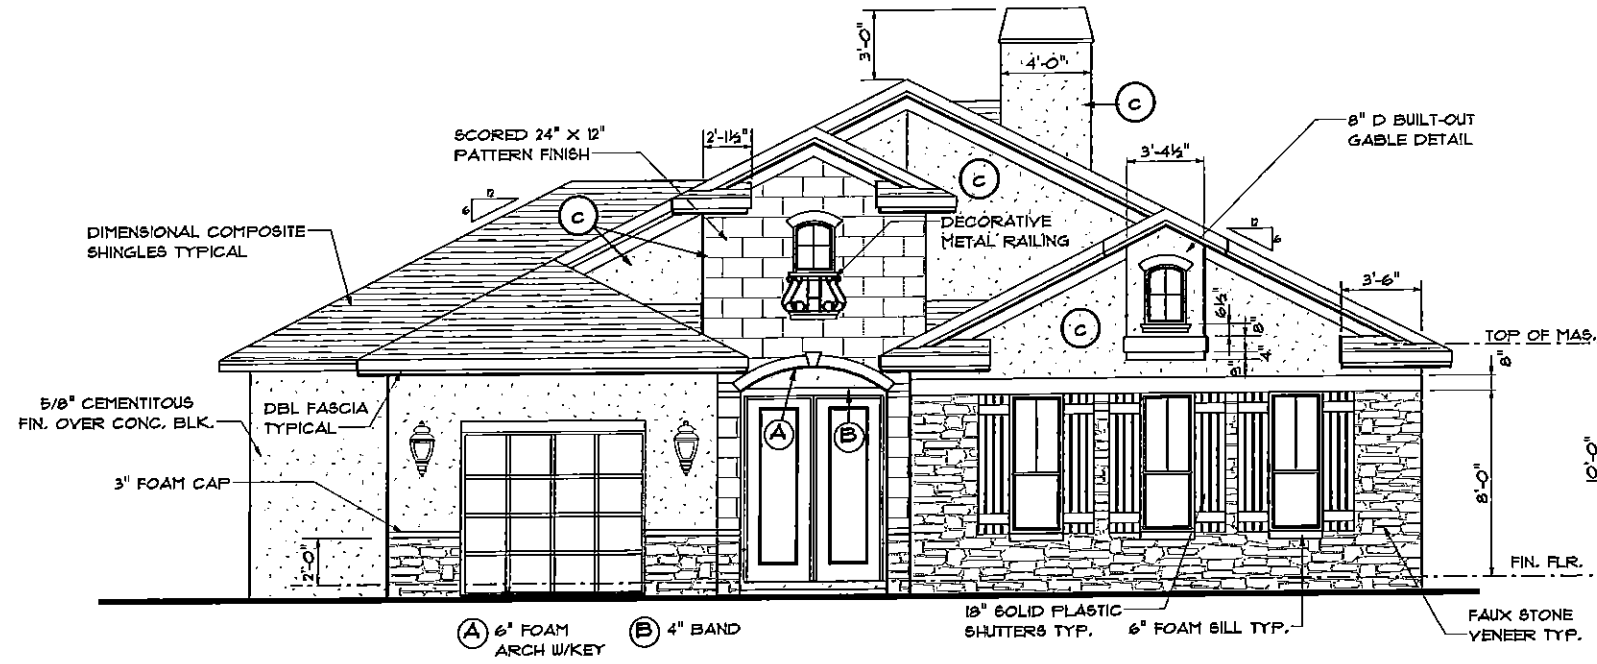 3'-0"
4'-0"
C
8" D BUILT-OUT
GABLE DETAIL
SCORED 24" X 12"
PATTERN FINISH
2'-1½"
3'-4½"
C
12
6
C
DIMENSIONAL COMPOSITE
SHINGLES TYPICAL
DECORATIVE
METAL RAILING
12
6
3'-6"
6½"
8"
C
4"
8"
TOP OF MAS.
8"
5/8" CEMENTITOUS
FIN. OVER CONC. BLK.
DBL FASCIA
TYPICAL
A
B
3" FOAM CAP
8'-0"
10'-0"
2'-0"
FIN. FLR.
18" SOLID PLASTIC
SHUTTERS TYP.
6" FOAM SILL TYP.
FAUX STONE
VENEER TYP.
A 6" FOAM
ARCH W/KEY
B 4" BAND